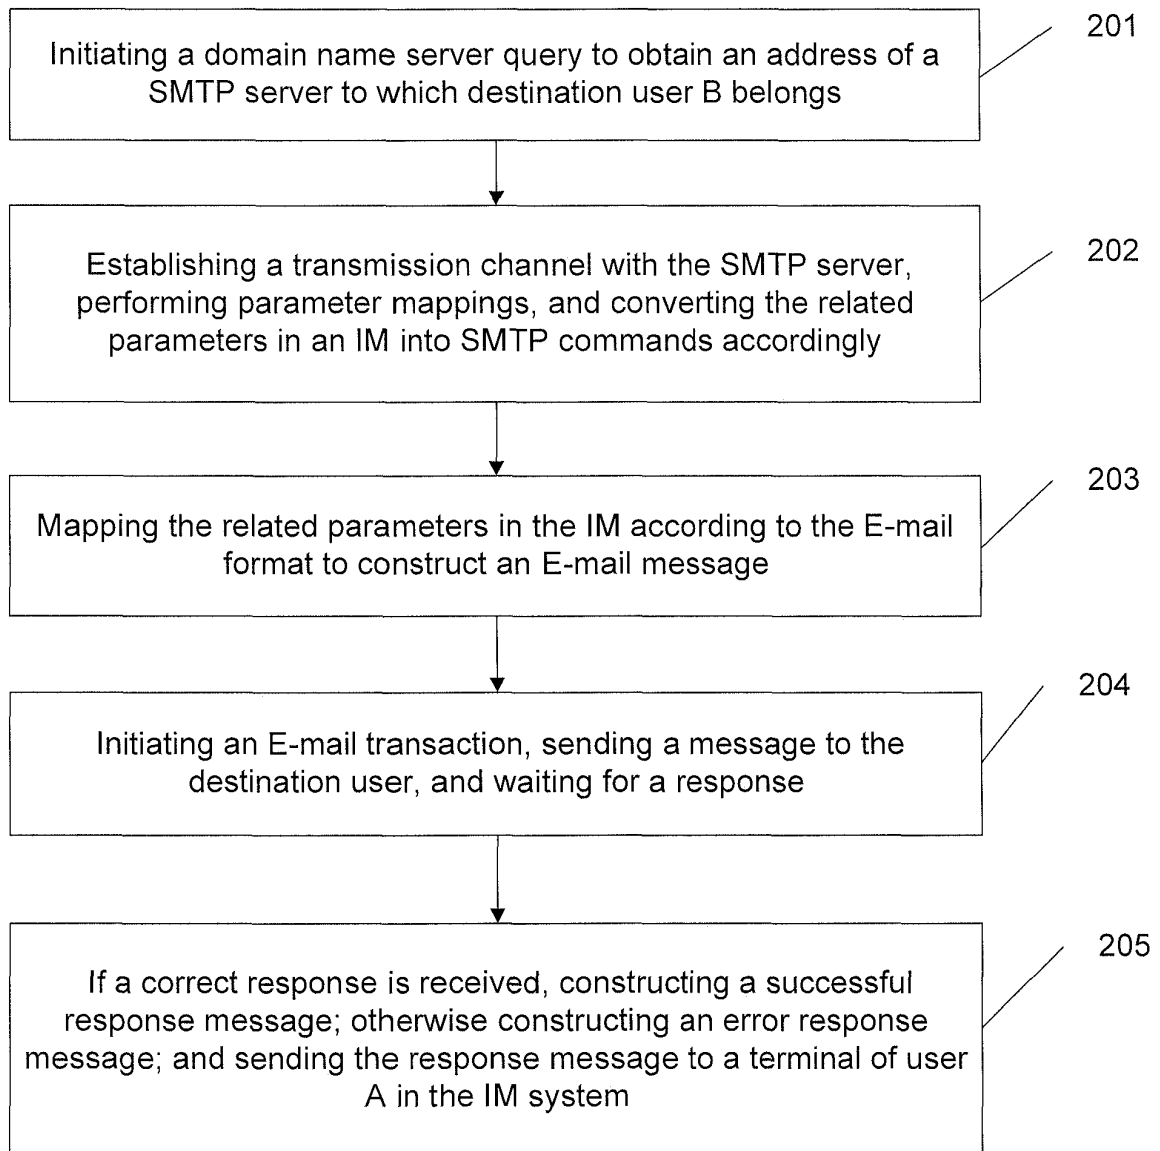 201
Initiating a domain name server query to obtain an address of a
SMTP server to which destination user B belongs
202
Establishing a transmission channel with the SMTP server,
performing parameter mappings, and converting the related
parameters in an IM into SMTP commands accordingly
203
Mapping the related parameters in the IM according to the E-mail
format to construct an E-mail message
204
Initiating an E-mail transaction, sending a message to the
destination user, and waiting for a response
205
If a correct response is received, constructing a successful
response message; otherwise constructing an error response
message; and sending the response message to a terminal of user
A in the IM system